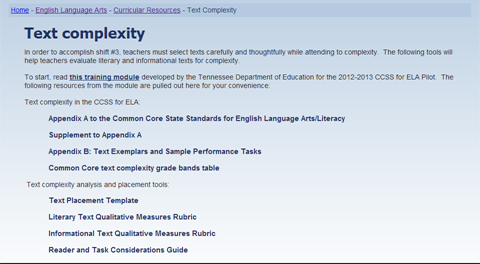 Home - English Language Arts - Curricular Resources - Text Complexity
Text complexity
In order to accomplish shift #3, teachers must select texts carefully and thoughtfully while attending to complexity. The following tools will
help teachers evaluate literary and informational texts for complexity.
To start, read this training module developed by the Tennessee Department of Education for the 2012-2013 CCSS for ELA Pilot. The
following resources from the module are pulled out here for your convenience:
Text complexity in the CCSS for ELA:
Appendix A to the Common Core State Standards for English Language Arts/Literacy
Supplement to Appendix A
Appendix B: Text Exemplars and Sample Performance Tasks
Common Core text complexity grade bands table
Text complexity analysis and placement tools:
Text Placement Template
Literary Text Qualitative Measures Rubric
Informational Text Qualitative Measures Rubric
Reader and Task Considerations Guide